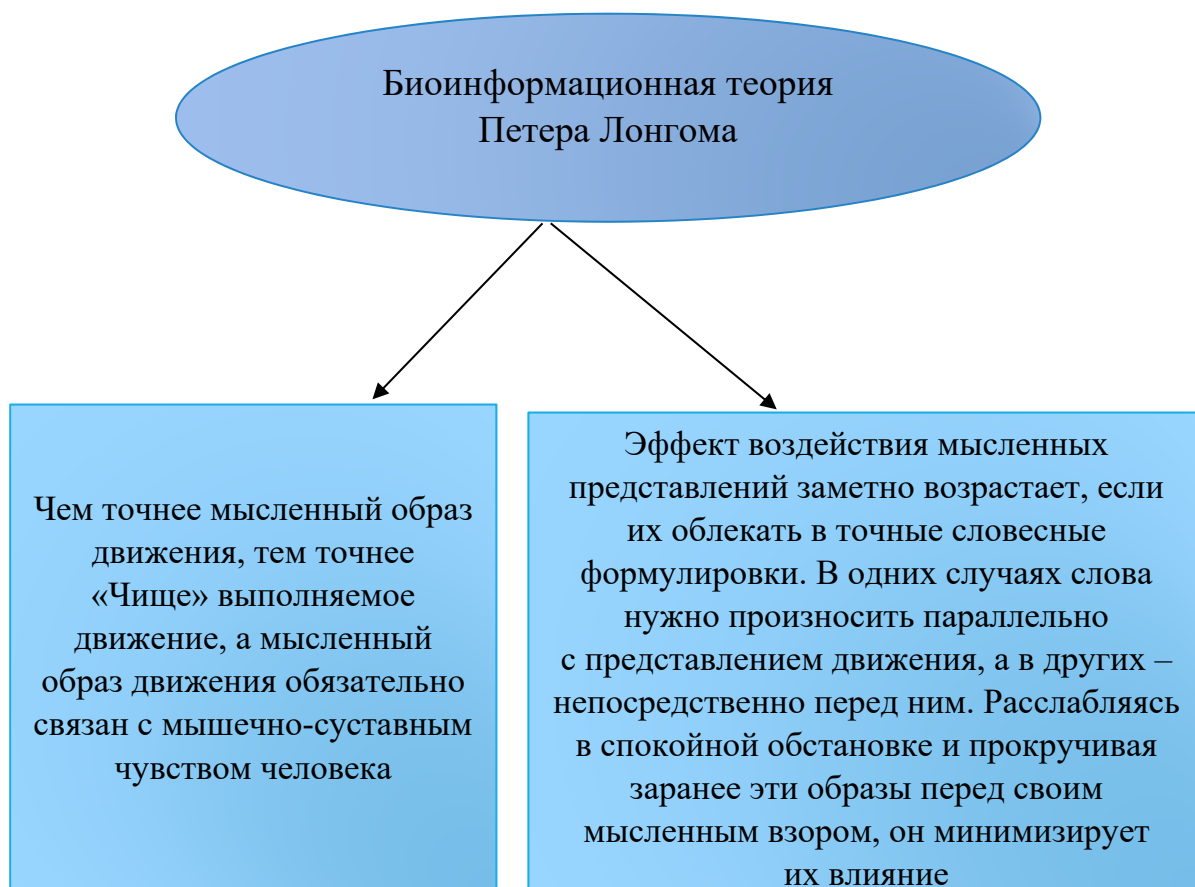 Биоинформационная теория
Петера Лонгома
Чем точнее мысленный образ
движения, тем точнее
«Чище» выполняемое
движение, а мысленный
образ движения обязательно
связан с мышечно-суставным
чувством человека
Эффект воздействия мысленных
представлений заметно возрастает, если
их облекать в точные словесные
формулировки. В одних случаях слова
нужно произносить параллельно
с представлением движения, а в других –
непосредственно перед ним. Расслабляясь
в спокойной обстановке и прокручивая
заранее эти образы перед своим
мысленным взором, он минимизирует
их влияние